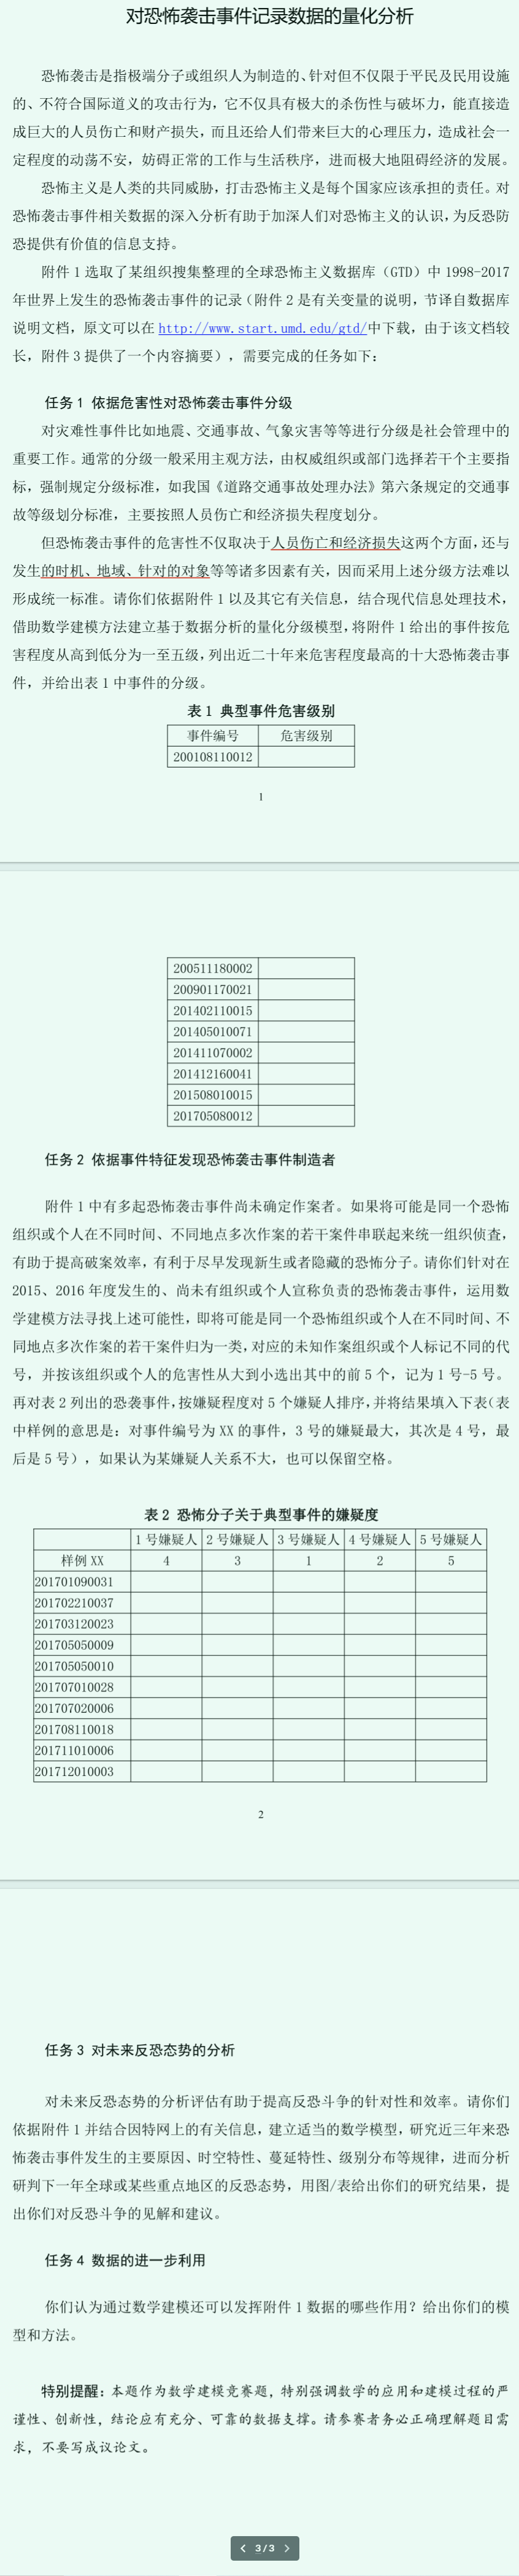 对恐怖袭击事件记录数据的量化分析
恐怖袭击是指极端分子或组织人为制造的、针对但不仅限于平民及民用设施
的、不符合国际道义的攻击行为，它不仅具有极大的杀伤性与破坏力，能直接造
成巨大的人员伤亡和财产损失，而且还给人们带来巨大的心理压力，造成社会一
定程度的动荡不安，妨碍正常的工作与生活秩序，进而极大地阻碍经济的发展。
恐怖主义是人类的共同威胁，打击恐怖主义是每个国家应该承担的责任。对
恐怖袭击事件相关数据的深入分析有助于加深人们对恐怖主义的认识，为反恐防
恐提供有价值的信息支持。
附件 1 选取了某组织搜集整理的全球恐怖主义数据库（GTD）中 1998-2017
年世界上发生的恐怖袭击事件的记录（附件 2 是有关变量的说明，节译自数据库
说明文档，原文可以在 http://www.start.umd.edu/gtd/中下载，由于该文档较
长，附件 3 提供了一个内容摘要），需要完成的任务如下：
任务 1 依据危害性对恐怖袭击事件分级
对灾难性事件比如地震、交通事故、气象灾害等等进行分级是社会管理中的
重要工作。通常的分级一般采用主观方法，由权威组织或部门选择若干个主要指
标，强制规定分级标准，如我国《道路交通事故处理办法》第六条规定的交通事
故等级划分标准，主要按照人员伤亡和经济损失程度划分。
但恐怖袭击事件的危害性不仅取决于人员伤亡和经济损失这两个方面，还与
发生的时机、地域、针对的对象等等诸多因素有关，因而采用上述分级方法难以
形成统一标准。请你们依据附件 1 以及其它有关信息，结合现代信息处理技术，
借助数学建模方法建立基于数据分析的量化分级模型，将附件 1 给出的事件按危
害程度从高到低分为一至五级，列出近二十年来危害程度最高的十大恐怖袭击事
件，并给出表 1 中事件的分级。
表 1 典型事件危害级别
事件编号 危害级别
200108110012
1
200511180002
200901170021
201402110015
201405010071
201411070002
201412160041
201508010015
201705080012
任务 2 依据事件特征发现恐怖袭击事件制造者
附件 1 中有多起恐怖袭击事件尚未确定作案者。如果将可能是同一个恐怖
组织或个人在不同时间、不同地点多次作案的若干案件串联起来统一组织侦查，
有助于提高破案效率，有利于尽早发现新生或者隐藏的恐怖分子。请你们针对在
2015、2016 年度发生的、尚未有组织或个人宣称负责的恐怖袭击事件，运用数
学建模方法寻找上述可能性，即将可能是同一个恐怖组织或个人在不同时间、不
同地点多次作案的若干案件归为一类，对应的未知作案组织或个人标记不同的代
号，并按该组织或个人的危害性从大到小选出其中的前 5 个，记为 1 号-5 号。
再对表 2 列出的恐袭事件，按嫌疑程度对 5 个嫌疑人排序，并将结果填入下表（表
中样例的意思是：对事件编号为 XX 的事件，3 号的嫌疑最大，其次是 4 号，最
后是 5 号），如果认为某嫌疑人关系不大，也可以保留空格。
表 2 恐怖分子关于典型事件的嫌疑度
1 号嫌疑人 2 号嫌疑人 3 号嫌疑人 4 号嫌疑人 5 号嫌疑人
样例 XX 4 3 1 2 5
201701090031
201702210037
201703120023
201705050009
201705050010
201707010028
201707020006
201708110018
201711010006
201712010003
2
任务 3 对未来反恐态势的分析
对未来反恐态势的分析评估有助于提高反恐斗争的针对性和效率。请你们
依据附件 1 并结合因特网上的有关信息，建立适当的数学模型，研究近三年来恐
怖袭击事件发生的主要原因、时空特性、蔓延特性、级别分布等规律，进而分析
研判下一年全球或某些重点地区的反恐态势，用图/表给出你们的研究结果，提
出你们对反恐斗争的见解和建议。
任务 4 数据的进一步利用
你们认为通过数学建模还可以发挥附件 1 数据的哪些作用？给出你们的模
型和方法。
特别提醒：本题作为数学建模竞赛题，特别强调数学的应用和建模过程的严
谨性、创新性，结论应有充分、可靠的数据支撑。请参赛者务必正确理解题目需
求，不要写成议论文。
3/3